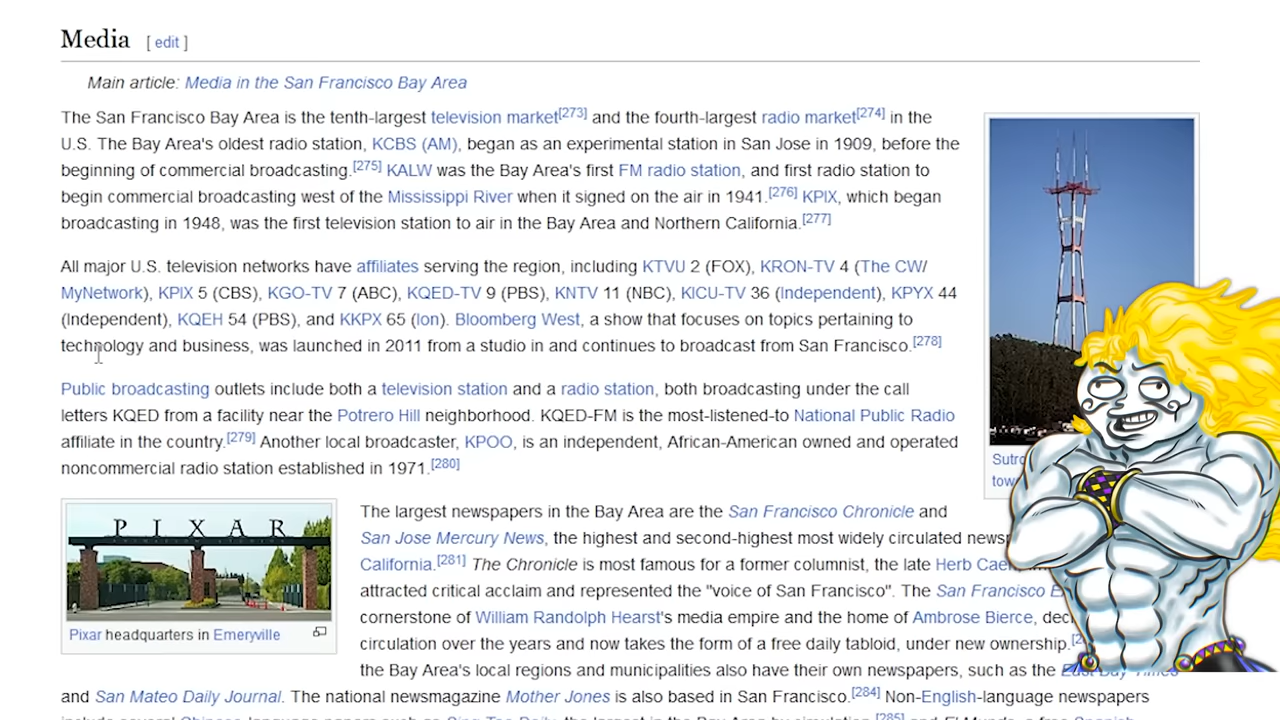 Media [ edit ]
Main article: Media in the San Francisco Bay Area
The San Francisco Bay Area is the tenth-largest television market[273] and the fourth-largest radio market[274] in the
U.S. The Bay Area's oldest radio station, KCBS (AM), began as an experimental station in San Jose in 1909, before the
beginning of commercial broadcasting.[275] KALW was the Bay Area's first FM radio station, and first radio station to
begin commercial broadcasting west of the Mississippi River when it signed on the air in 1941.[276] KPIX, which began
broadcasting in 1948, was the first television station to air in the Bay Area and Northern California.[277]
All major U.S. television networks have affiliates serving the region, including KTVU 2 (FOX), KRON-TV 4 (The CW/
MyNetwork), KPIX 5 (CBS), KGO-TV 7 (ABC), KQED-TV 9 (PBS), KNTV 11 (NBC), KICU-TV 36 (Independent), KPYX 44
(Independent), KQEH 54 (PBS), and KKPX 65 (Ion). Bloomberg West, a show that focuses on topics pertaining to
technology and business, was launched in 2011 from a studio in and continues to broadcast from San Francisco.[278]
Public broadcasting outlets include both a television station and a radio station, both broadcasting under the call
letters KQED from a facility near the Potrero Hill neighborhood. KQED-FM is the most-listened-to National Public Radio
affiliate in the country.[279] Another local broadcaster, KPOO, is an independent, African-American owned and operated
noncommercial radio station established in 1971.[280]
PIXAR
Pixar headquarters in Emeryville
The largest newspapers in the Bay Area are the San Francisco Chronicle and
San Jose Mercury News, the highest and second-highest most widely circulated
California.[281] The Chronicle is most famous for a former columnist, the late Herb
attracted critical acclaim and represented the "voice of San Francisco". The San Francisco
cornerstone of William Randolph Hearst's media empire and the home of Ambrose Bierce,
circulation over the years and now takes the form of a free daily tabloid, under new ownership.
the Bay Area's local regions and municipalities also have their own newspapers, such as the East Bay Times
and San Mateo Daily Journal. The national newsmagazine Mother Jones is also based in San Francisco.[284] Non-English-language newspapers